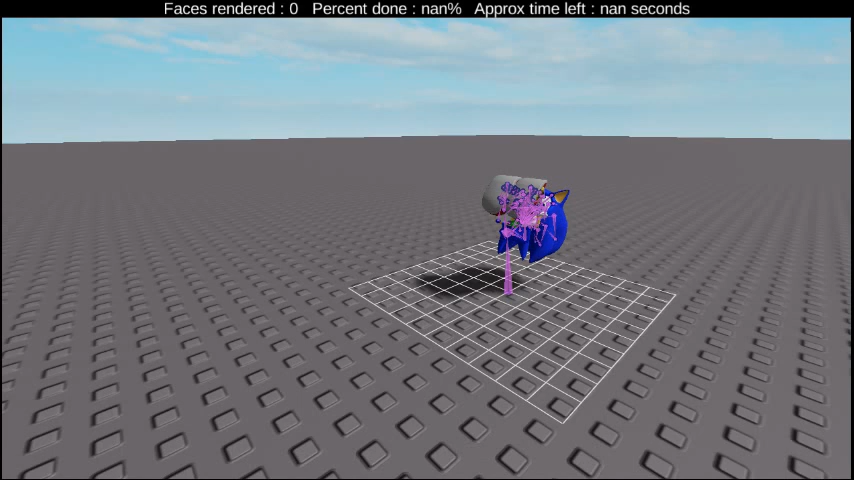 Faces rendered : 0   Percent done : nan%   Approx time left : nan seconds